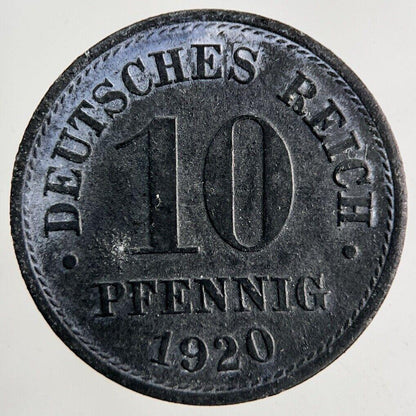 · DEUTSCHES REICH ·
10
PFENNIG
1920